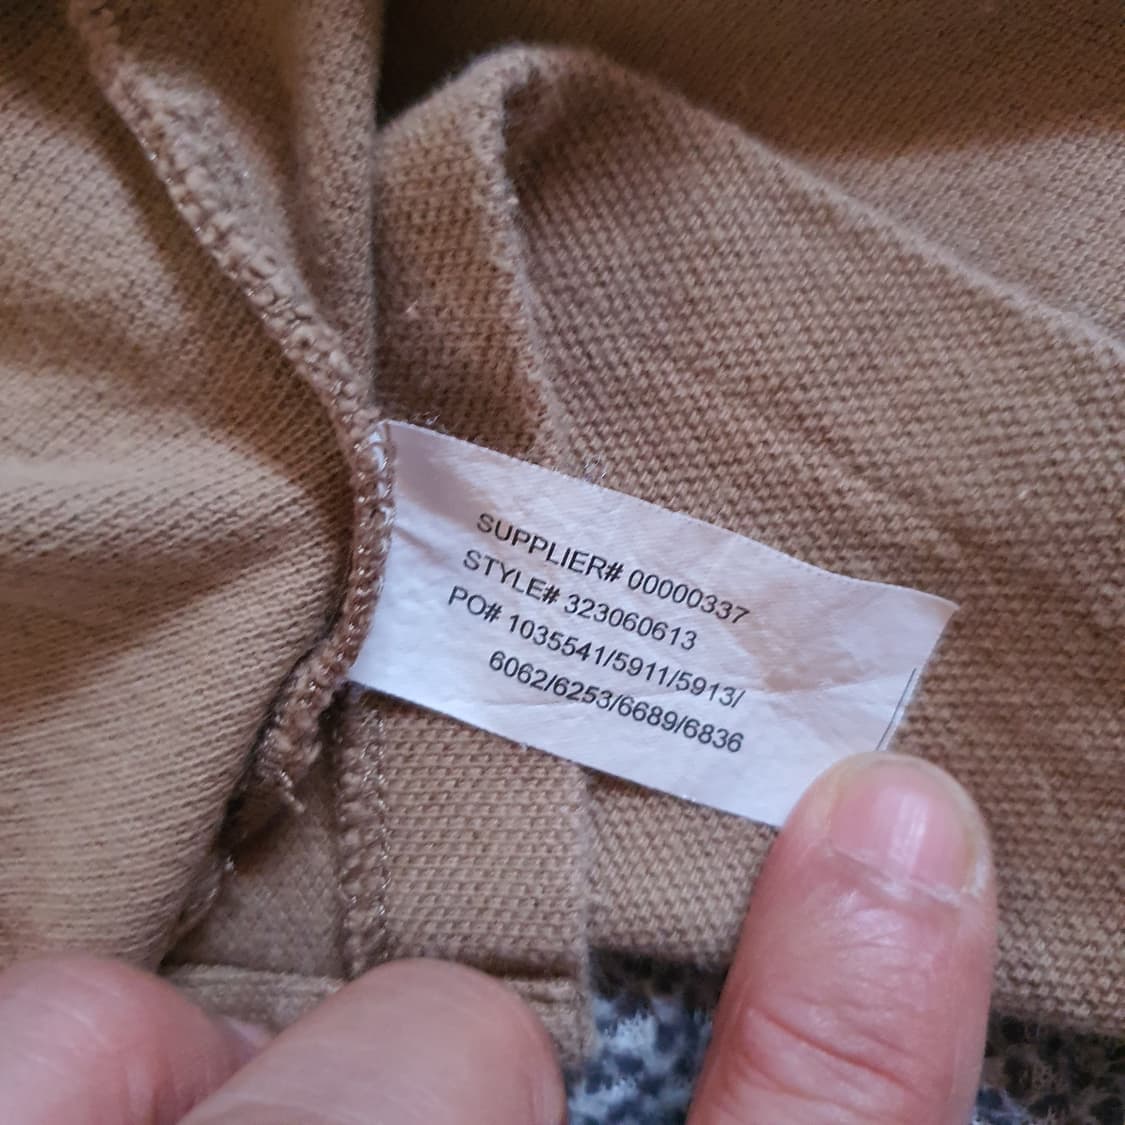 SUPPLIER# 00000337
STYLE# 323060613
PO# 1035541/5911/5913/
6062/6253/6689/6836